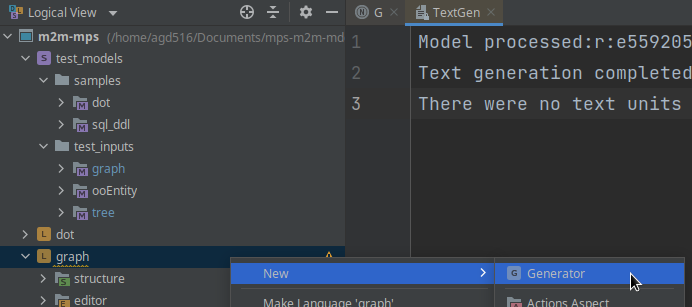 Logical View
m2m-mps (/home/agd516/Documents/mps-m2m-md
S test_models
samples
M dot
M sql_ddl
test_inputs
M graph
M ooEntity
M tree
L dot
L graph
structure
editor
N G
TextGen
1 Model processed:r:e559205
2 Text generation completed
3 There were no text units
New
Make Language 'graph'
G Generator
Actions Aspect